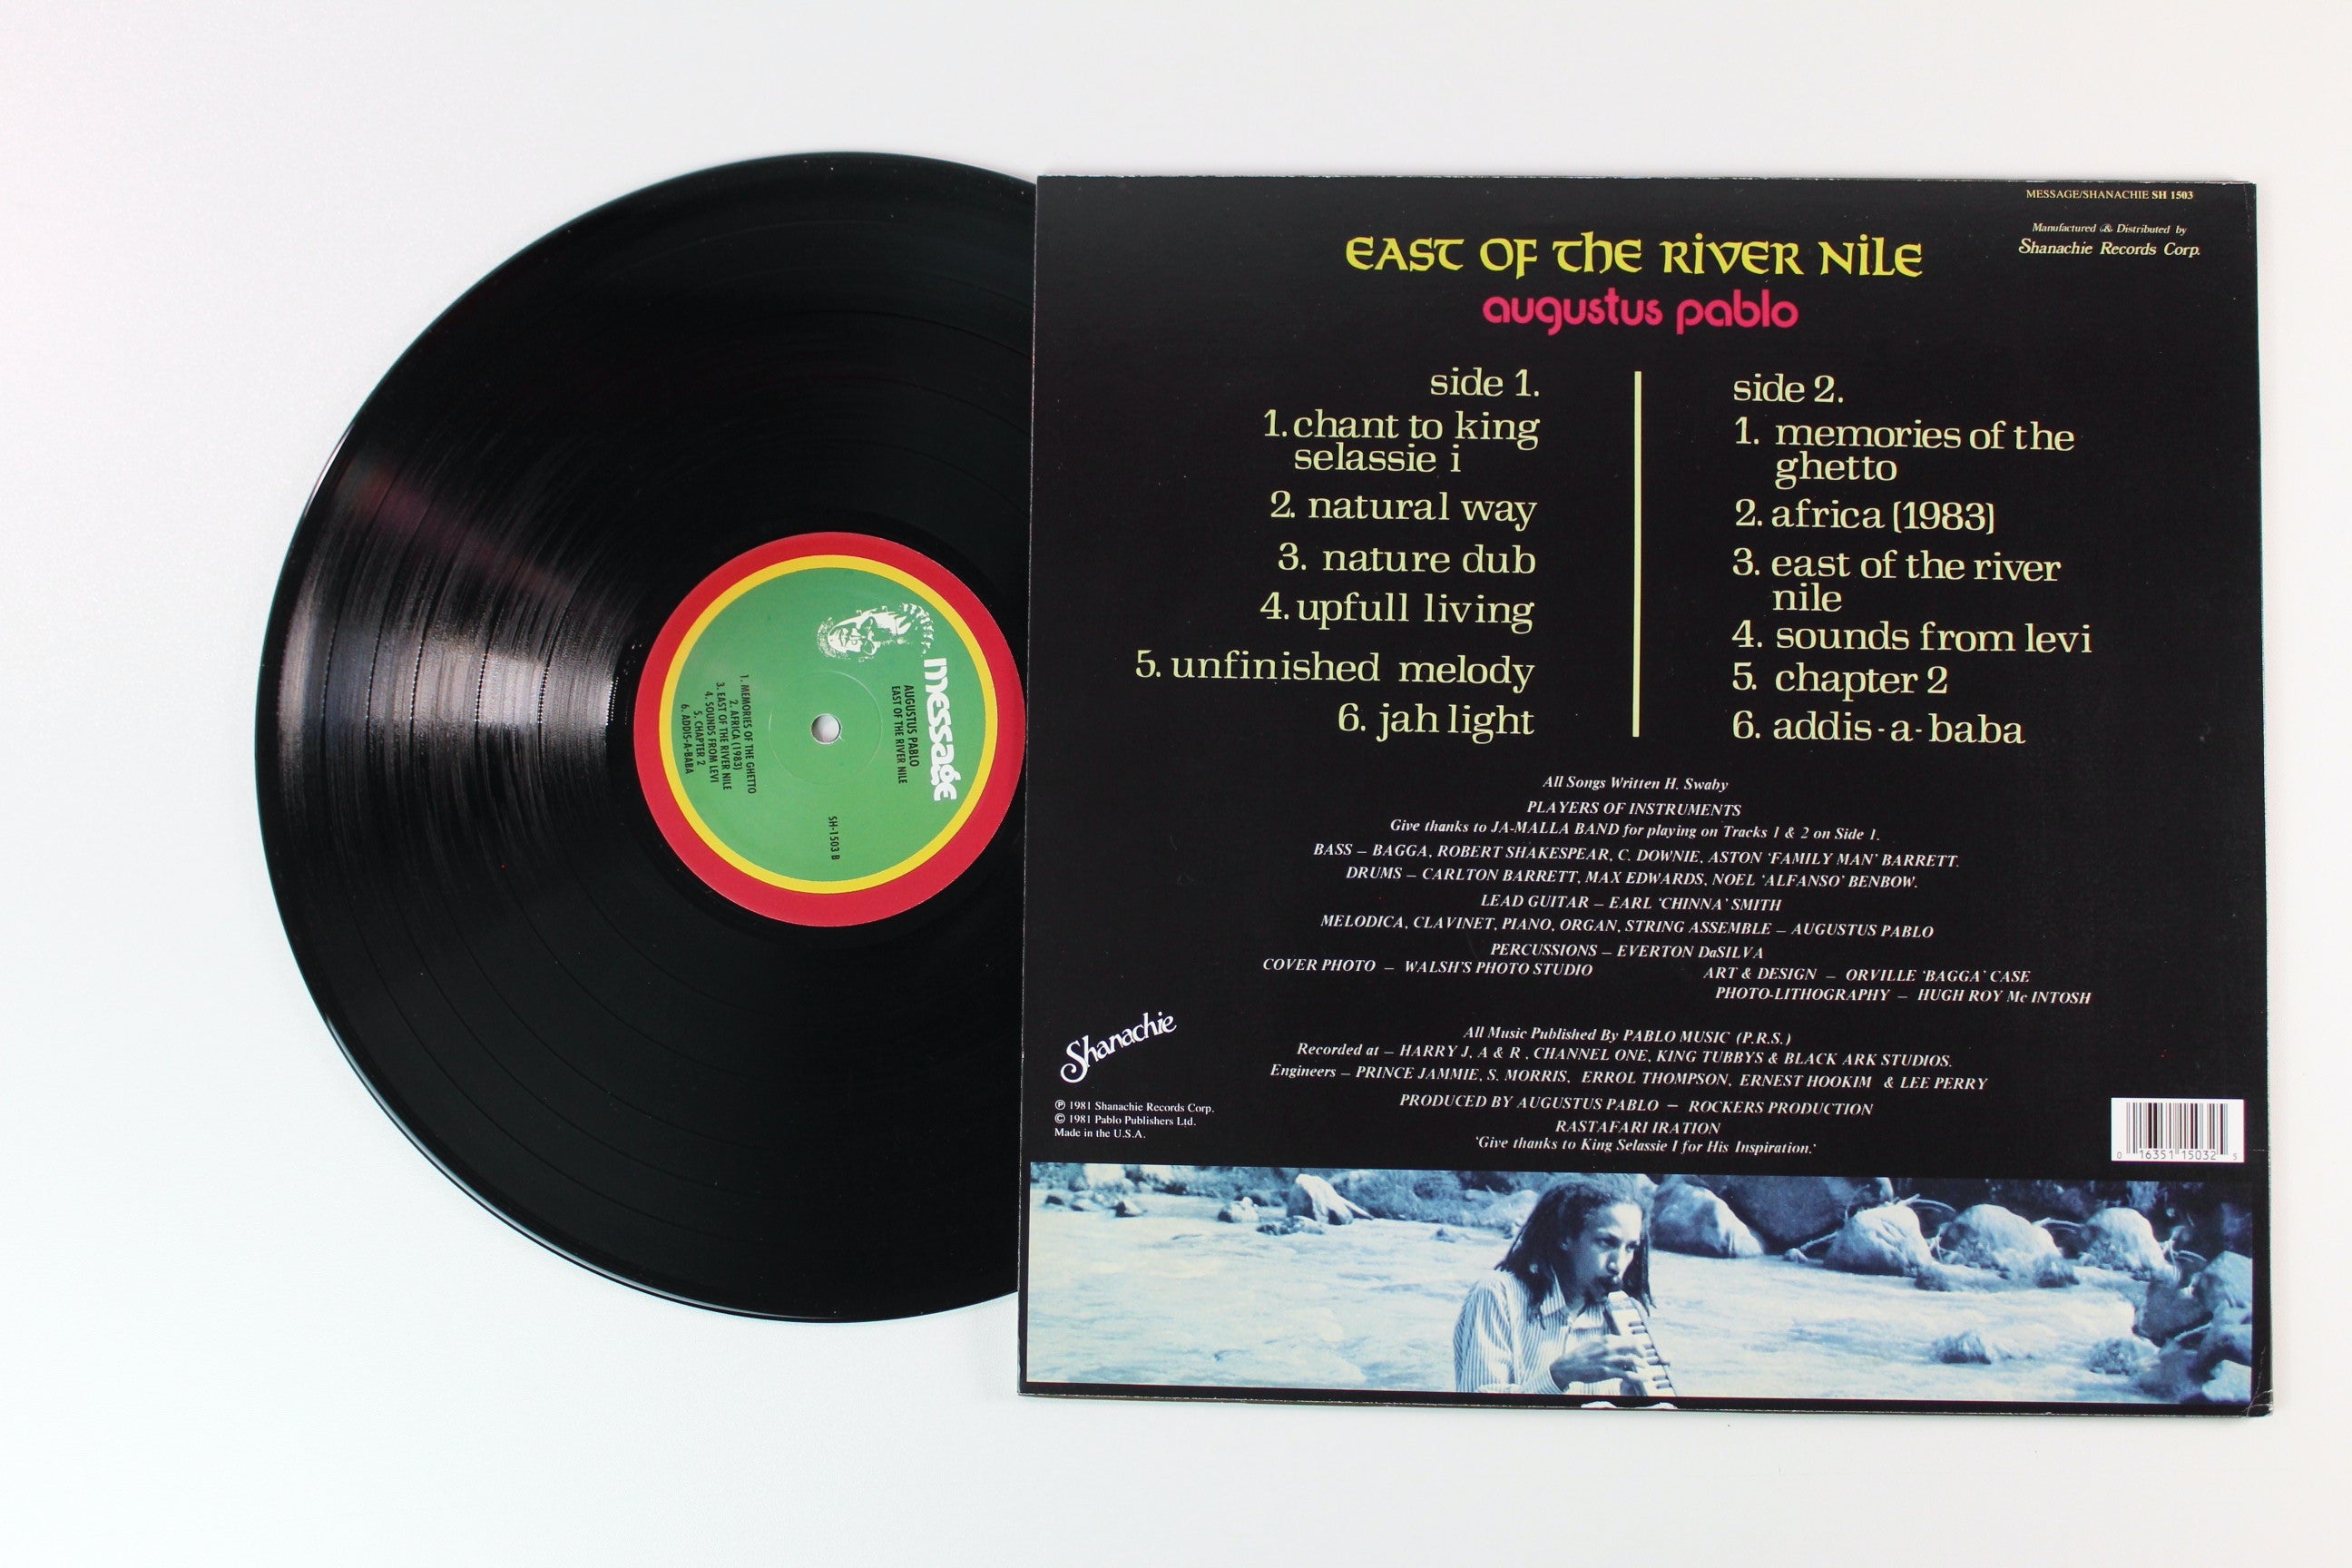 message
AUGUSTUS PABLO
EAST OF THE RIVER NILE
SH-1503 B
1. MEMORIES OF THE GHETTO
2. AFRICA (1983)
3. EAST OF THE RIVER NILE
4. SOUNDS FROM LEVI
5. CHAPTER 2
6. ADDIS-A-BABA
MESSAGE/SHANACHIE SH 1503
Manufactured & Distributed by
Shanachie Records Corp.
EAST OF THE RIVER NILE
augustus pablo
side 1.
1. chant to king
selassie i
2. natural way
3. nature dub
4. upfull living
5. unfinished melody
6. jah light
side 2.
1. memories of the
ghetto
2. africa (1983)
3. east of the river
nile
4. sounds from levi
5. chapter 2
6. addis-a-baba
All Songs Written H. Swaby
PLAYERS OF INSTRUMENTS
Give thanks to JA-MALLA BAND for playing on Tracks 1 & 2 on Side 1.
BASS – BAGGA, ROBERT SHAKESPEAR, C. DOWNIE, ASTON 'FAMILY MAN' BARRETT.
DRUMS – CARLTON BARRETT, MAX EDWARDS, NOEL 'ALFANSO' BENBOW.
LEAD GUITAR – EARL 'CHINNA' SMITH
MELODICA, CLAVINET, PIANO, ORGAN, STRING ASSEMBLE – AUGUSTUS PABLO
PERCUSSIONS – EVERTON DaSILVA
COVER PHOTO – WALSH'S PHOTO STUDIO
ART & DESIGN – ORVILLE 'BAGGA' CASE
PHOTO-LITHOGRAPHY – HUGH ROY Mc INTOSH
All Music Published By PABLO MUSIC (P.R.S.)
Recorded at – HARRY J, A & R, CHANNEL ONE, KING TUBBYS & BLACK ARK STUDIOS.
Engineers – PRINCE JAMMIE, S. MORRIS, ERROL THOMPSON, ERNEST HOOKIM & LEE PERRY
PRODUCED BY AUGUSTUS PABLO – ROCKERS PRODUCTION
RASTAFARI IRATION
'Give thanks to King Selassie I for His Inspiration.'
Shanachie
℗ 1981 Shanachie Records Corp.
© 1981 Pablo Publishers Ltd.
Made in the U.S.A.
0 16351 15032 5